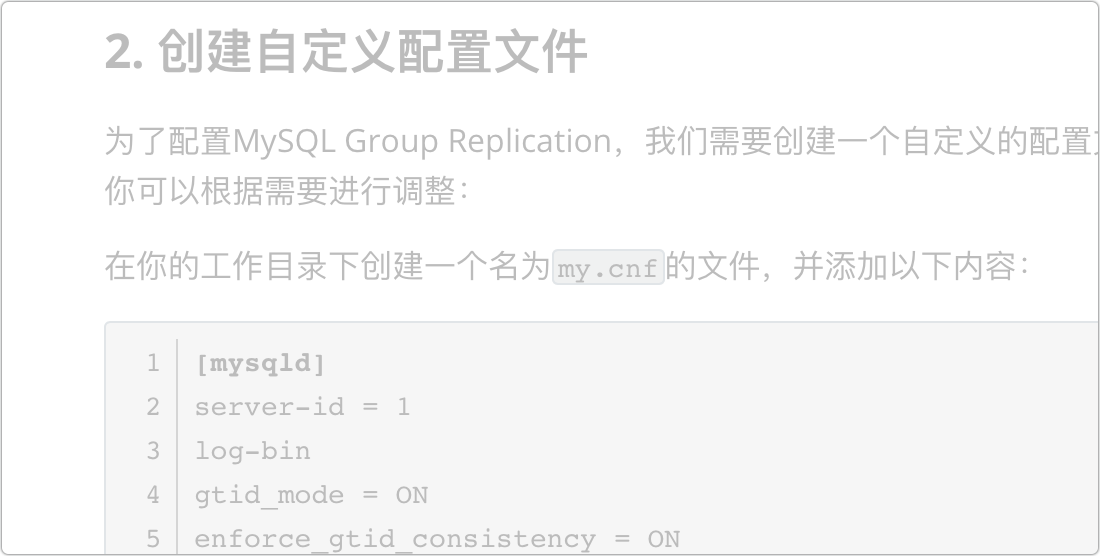 2. 创建自定义配置文件
为了配置MySQL Group Replication，我们需要创建一个自定义的配置
你可以根据需要进行调整：
在你的工作目录下创建一个名为my.cnf的文件，并添加以下内容：
1 [mysqld]
2 server-id = 1
3 log-bin
4 gtid_mode = ON
5 enforce_gtid_consistency = ON